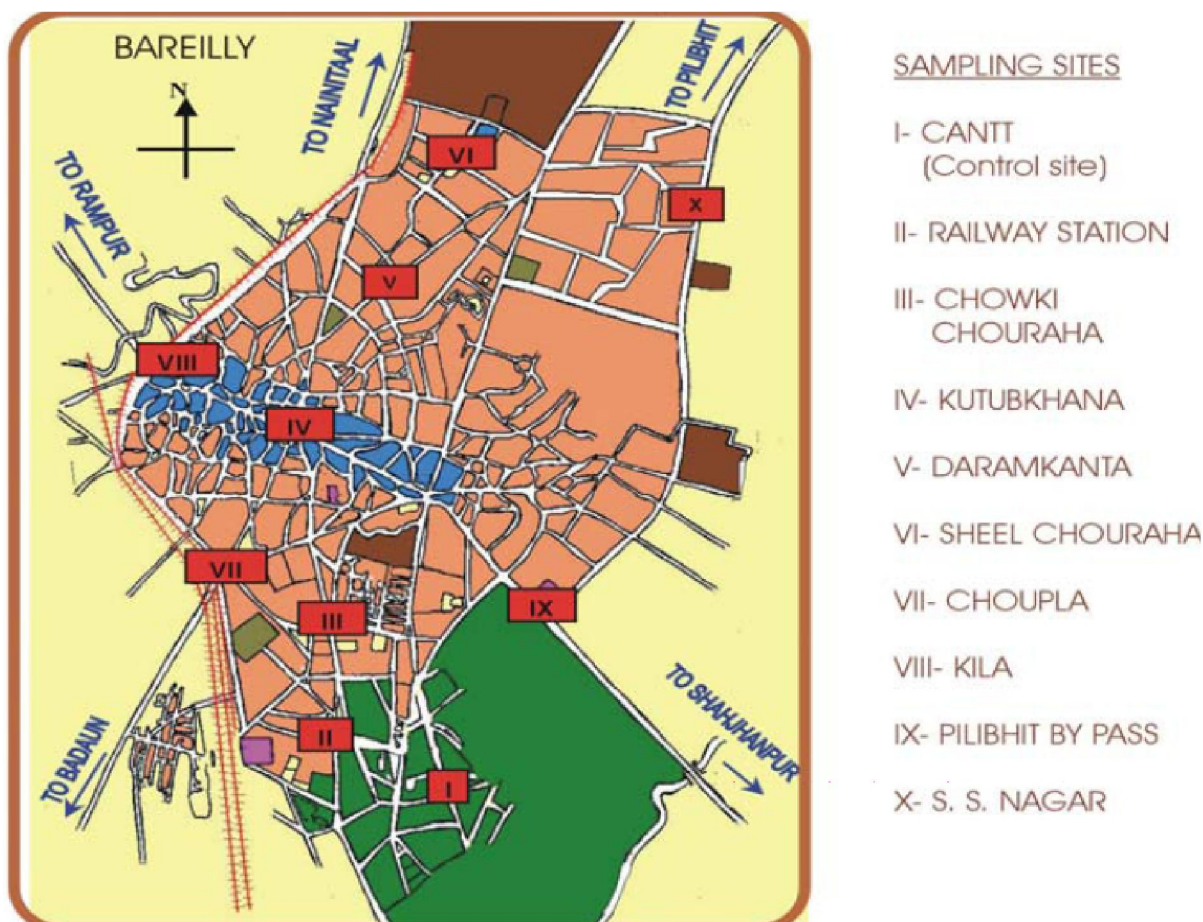 BAREILLY
N
TO NAINITAAL
TO PILIBHIT
TO RAMPUR
VI
X
V
VIII
IV
VII
III
IX
II
I
TO BADAUN
TO SHAHJHANPUR
SAMPLING SITES
I- CANTT
(Control site)
II- RAILWAY STATION
III- CHOWKI
CHOURAHA
IV- KUTUBKHANA
V- DARAMKANTA
VI- SHEEL CHOURAHA
VII- CHOUPLA
VIII- KILA
IX- PILIBHIT BY PASS
X- S. S. NAGAR